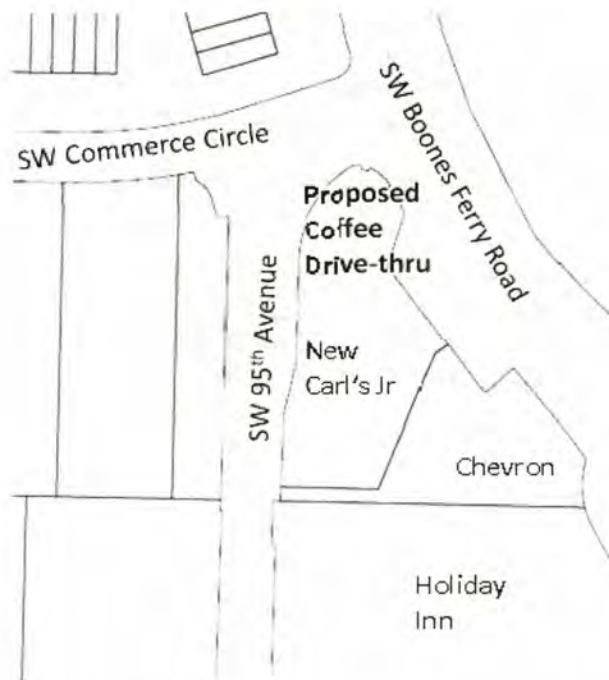 SW Commerce Circle
SW Boones Ferry Road
Proposed
Coffee
Drive-thru
SW 95th Avenue
New
Carl's Jr
Chevron
Holiday
Inn